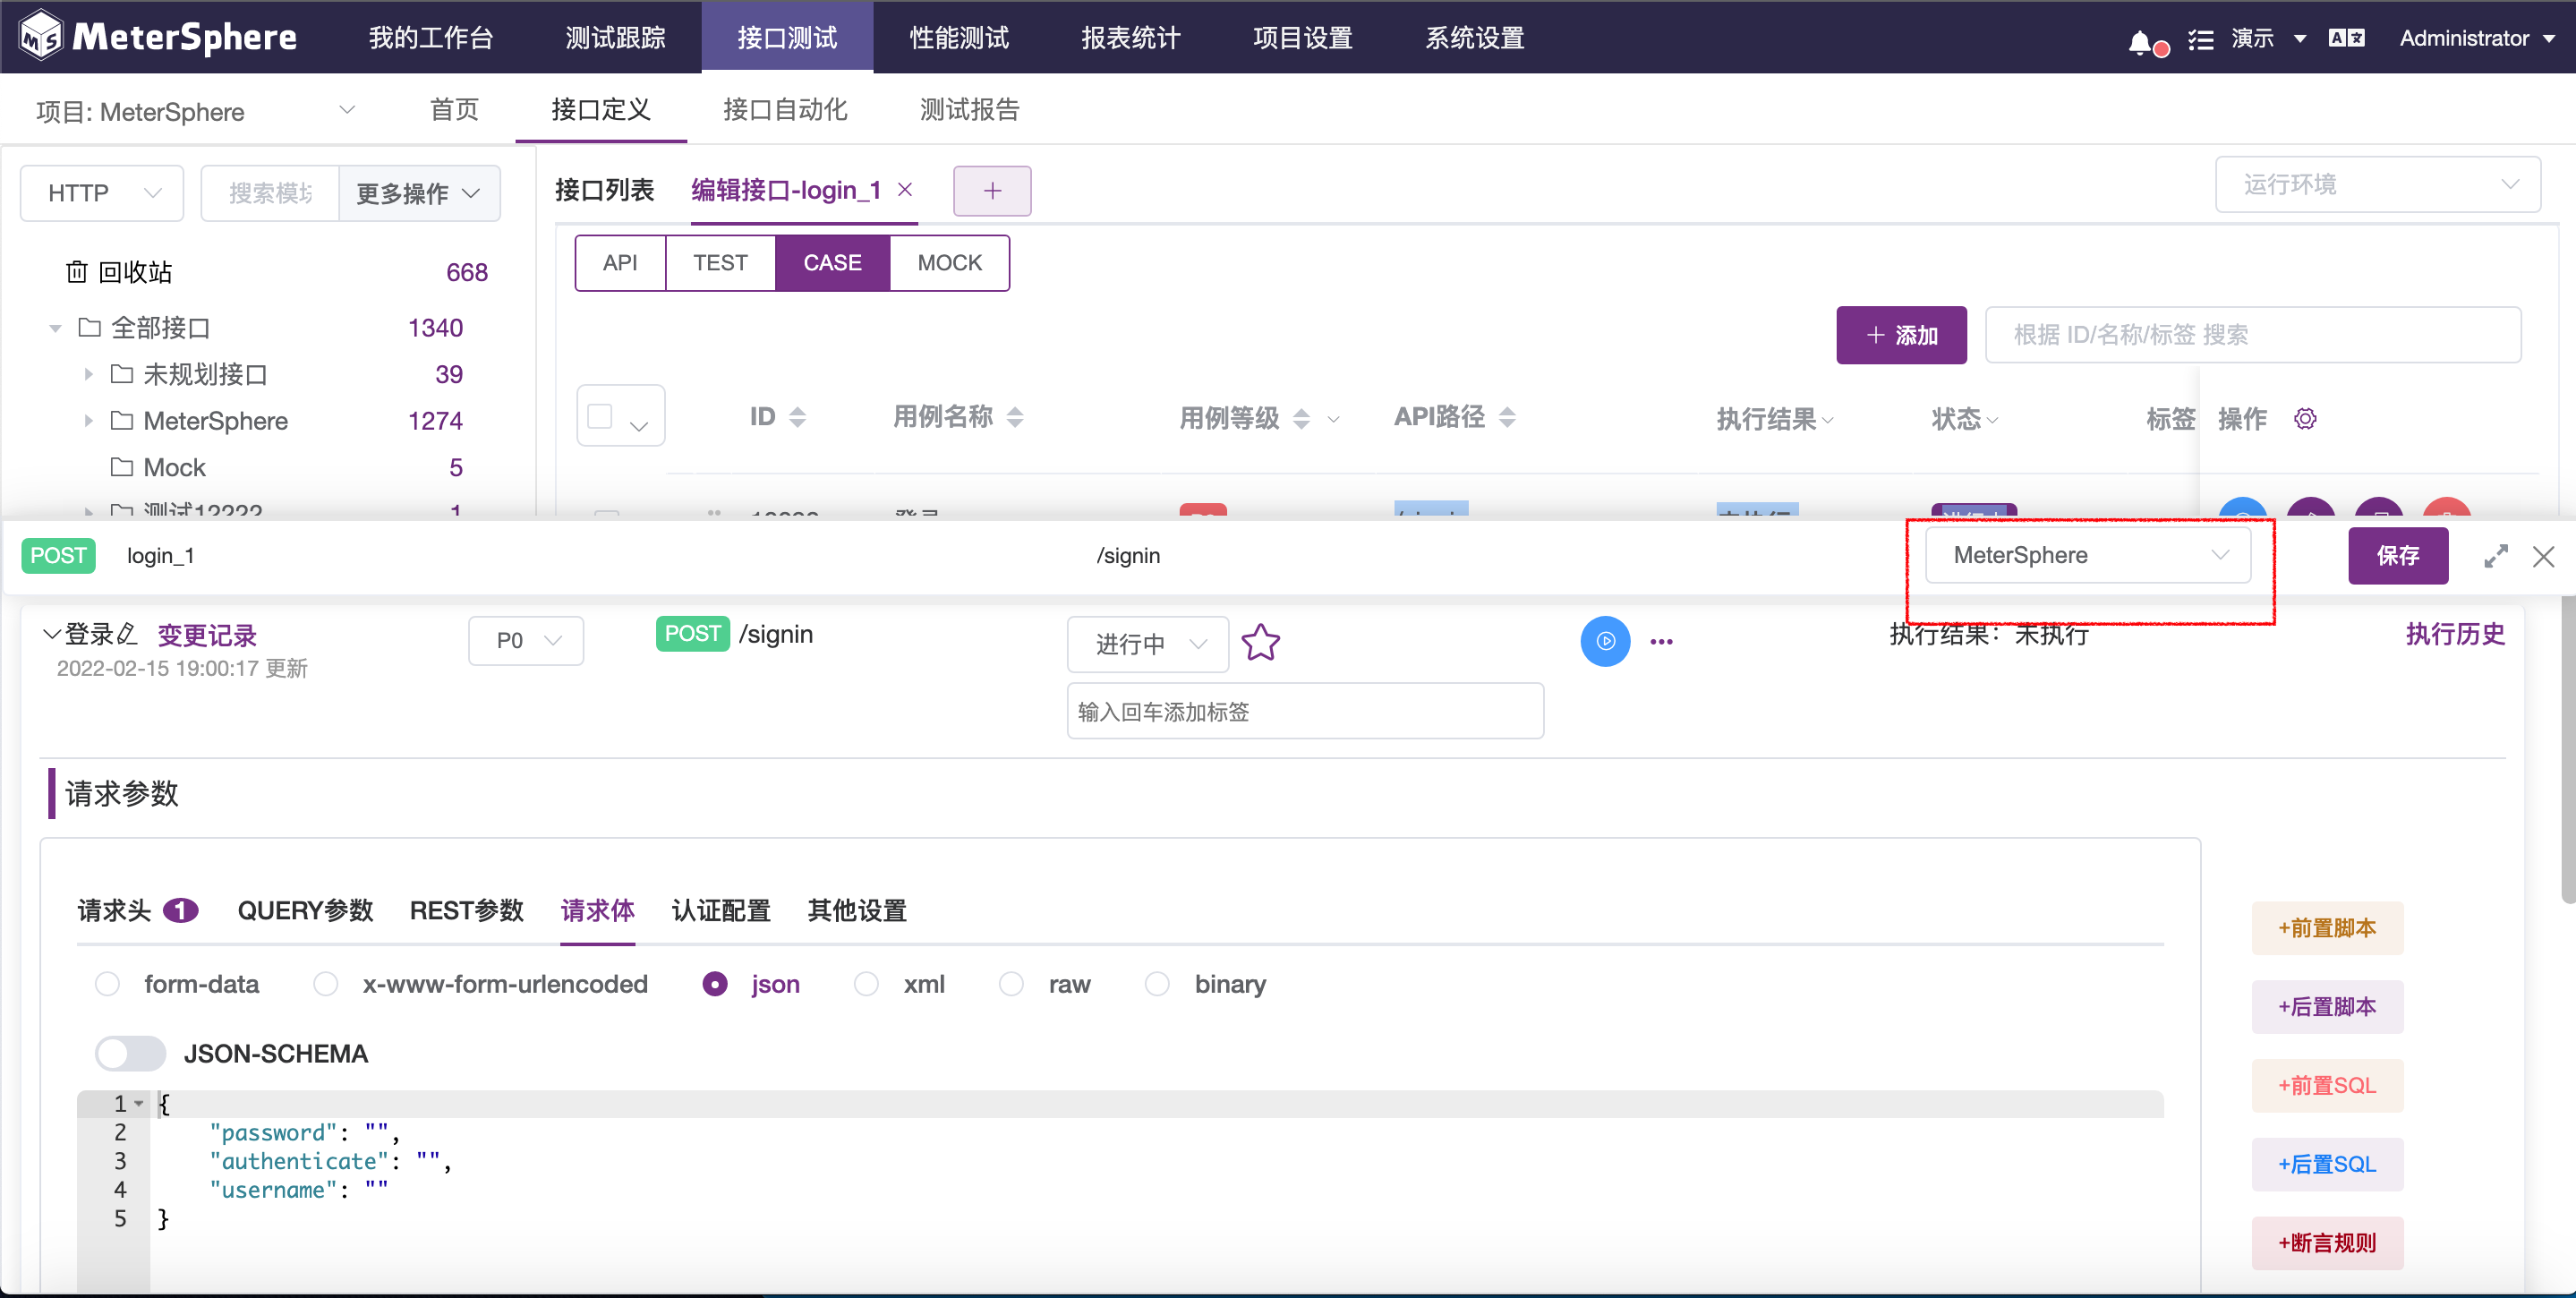 MeterSphere 我的工作台 测试跟踪 接口测试 性能测试 报表统计 项目设置 系统设置 演示 Administrator
项目: MeterSphere 首页 接口定义 接口自动化 测试报告
HTTP 搜索模块 更多操作 接口列表 编辑接口-login_1 运行环境
API TEST CASE MOCK
回收站 668
全部接口 1340
未规划接口 39
MeterSphere 1274
Mock 5
测试12222 1
+ 添加 根据 ID/名称/标签 搜索
ID 用例名称 用例等级 API路径 执行结果 状态 标签 操作
POST login_1 /signin MeterSphere 保存
登录 变更记录 P0 POST /signin 进行中 执行结果：未执行 执行历史
2022-02-15 19:00:17 更新
输入回车添加标签
请求参数
请求头 1 QUERY参数 REST参数 请求体 认证配置 其他设置
form-data x-www-form-urlencoded json xml raw binary
JSON-SCHEMA
1 {
2 "password": "",
3 "authenticate": "",
4 "username": ""
5 }
+前置脚本
+后置脚本
+前置SQL
+后置SQL
+断言规则